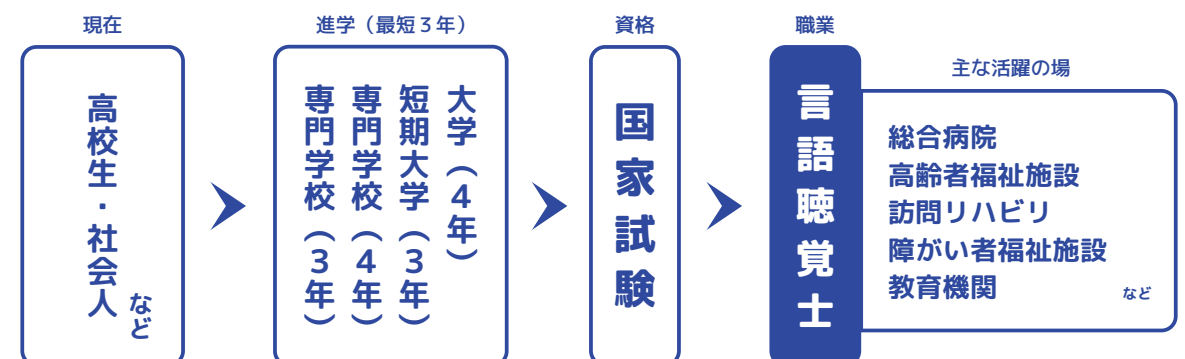 現在
高校生・社会人
など
進学（最短３年）
大学（４年）
短期大学（３年）
専門学校（４年）
専門学校（３年）
資格
国家試験
職業
言語聴覚士
主な活躍の場
総合病院
高齢者福祉施設
訪問リハビリ
障がい者福祉施設
教育機関
など